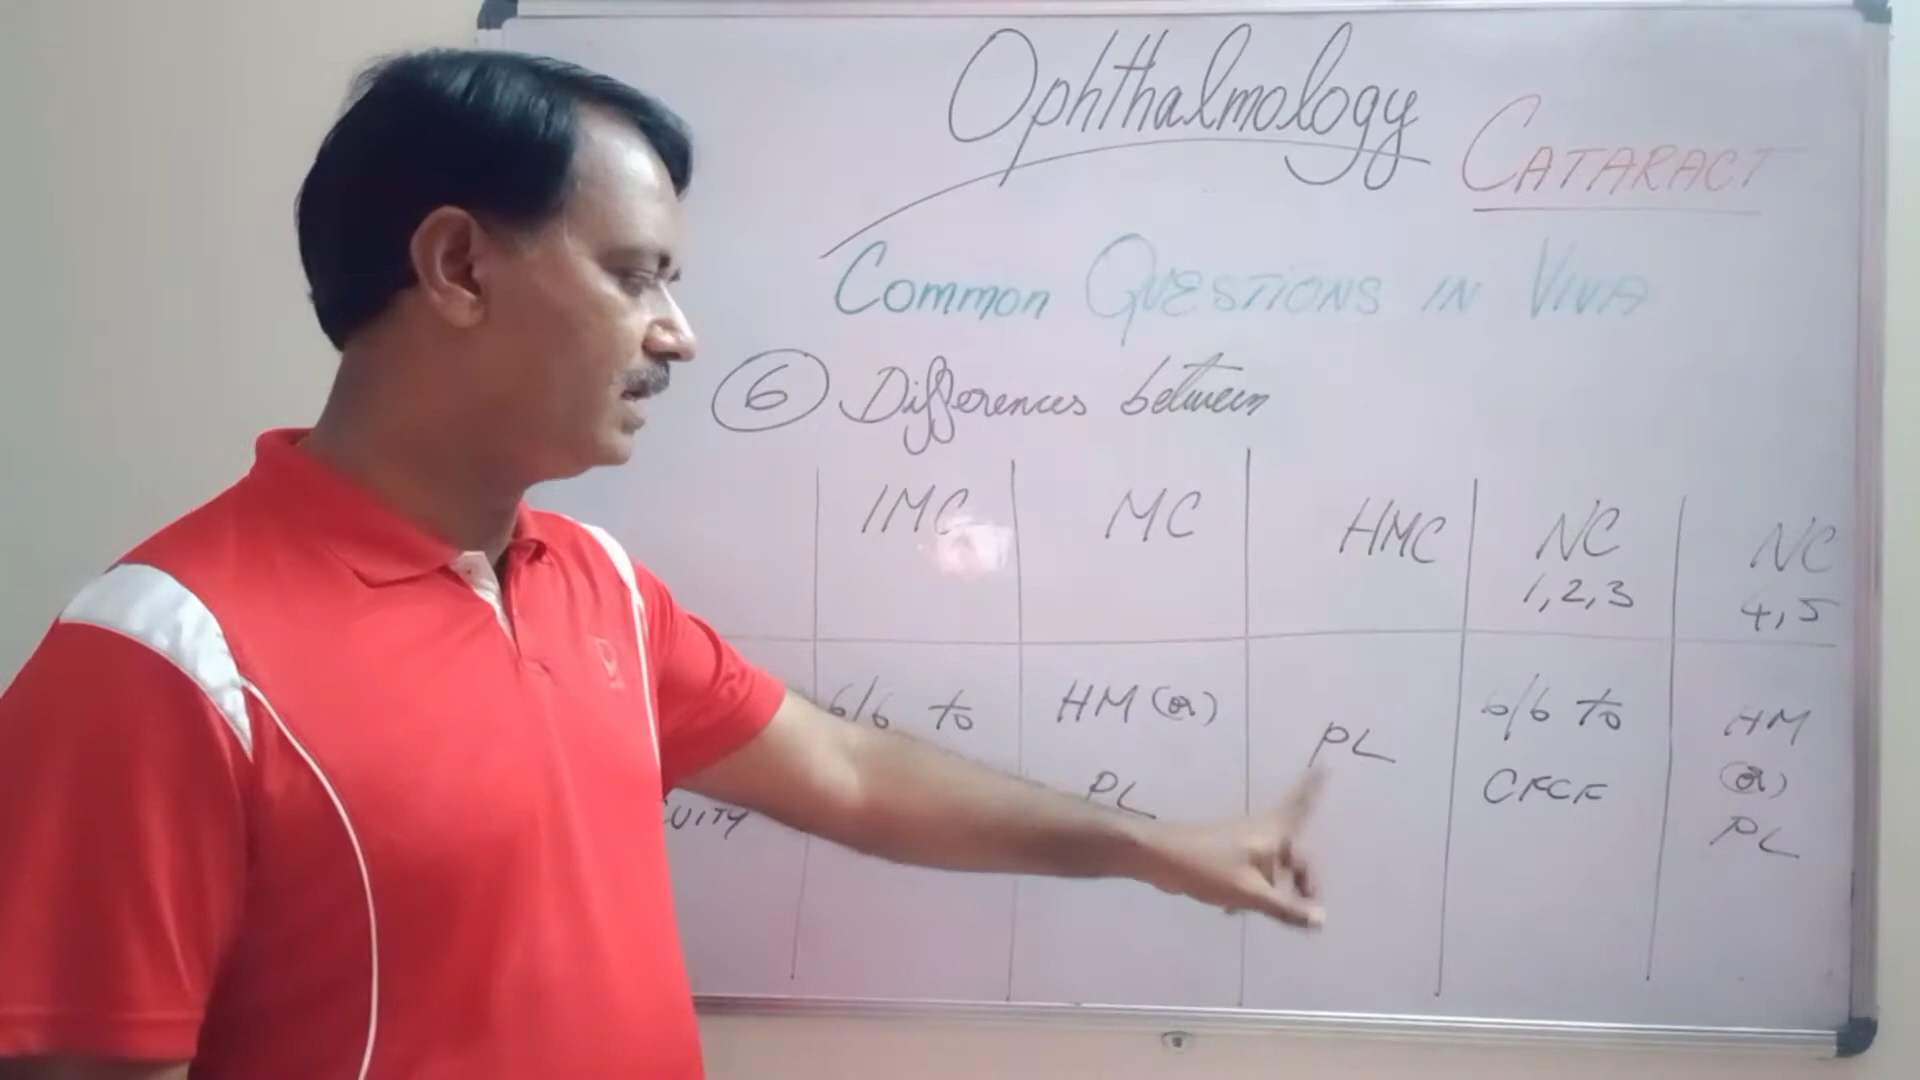 Ophthalmology
CATARACT
Common QUESTIONS IN VIVA
6 Differences between
IMC MC HMC NC NC
1,2,3 4,5
6/6 to HM (or) PL 6/6 to HM
PL CFCF (or)
UITY PL